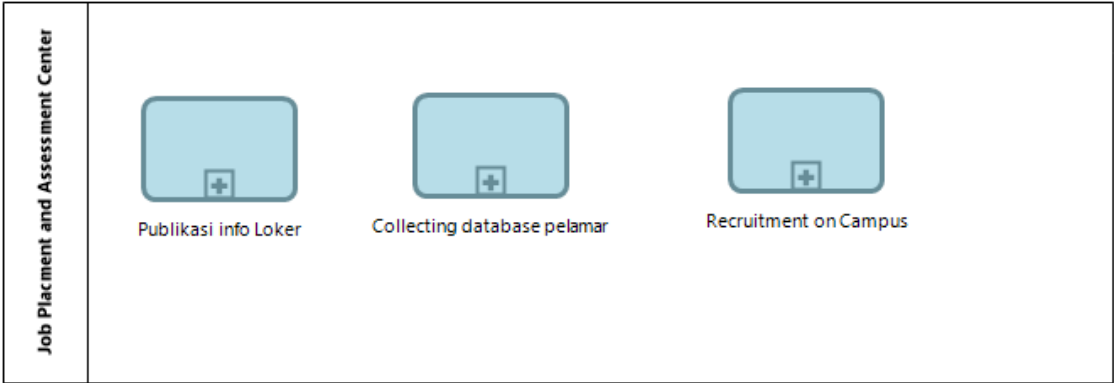 Job Placment and Assessment Center
Publikasi info Loker
Collecting database pelamar
Recruitment on Campus